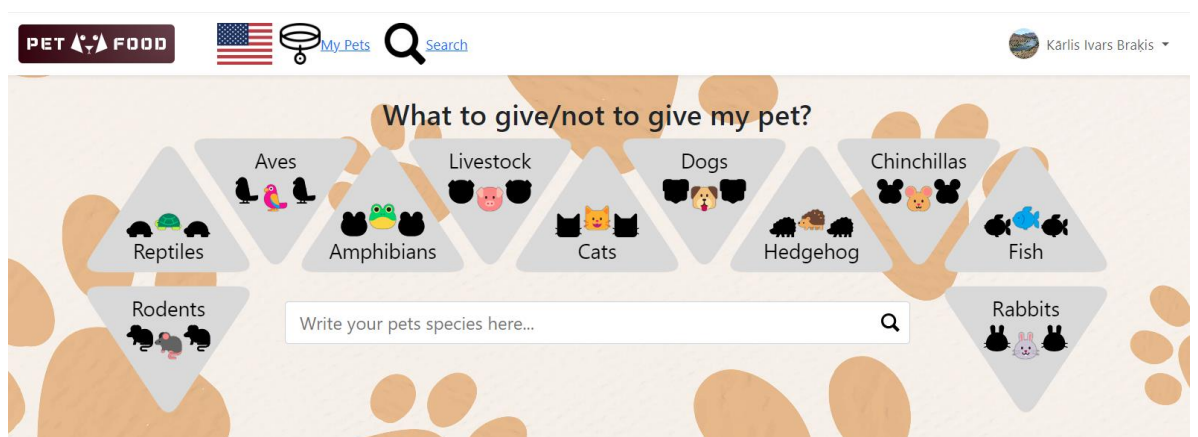 PET FOOD
My Pets
Search
Kārlis Ivars Braķis
What to give/not to give my pet?
Aves
Livestock
Dogs
Chinchillas
Reptiles
Amphibians
Cats
Hedgehog
Fish
Rodents
Write your pets species here...
Rabbits